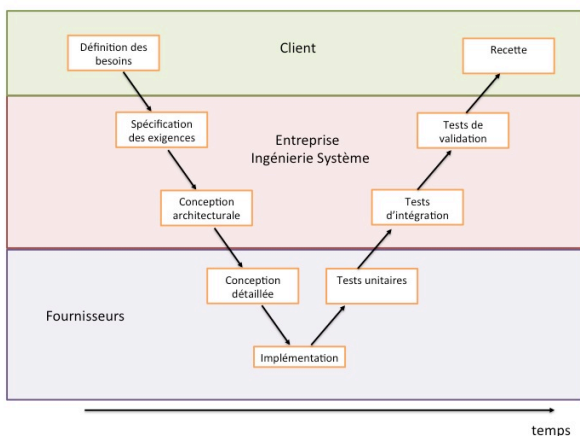 Définition des
besoins
Client
Recette
Spécification
des exigences
Entreprise
Ingénierie Système
Tests de
validation
Conception
architecturale
Tests
d'intégration
Conception
détaillée
Tests unitaires
Fournisseurs
Implémentation
temps